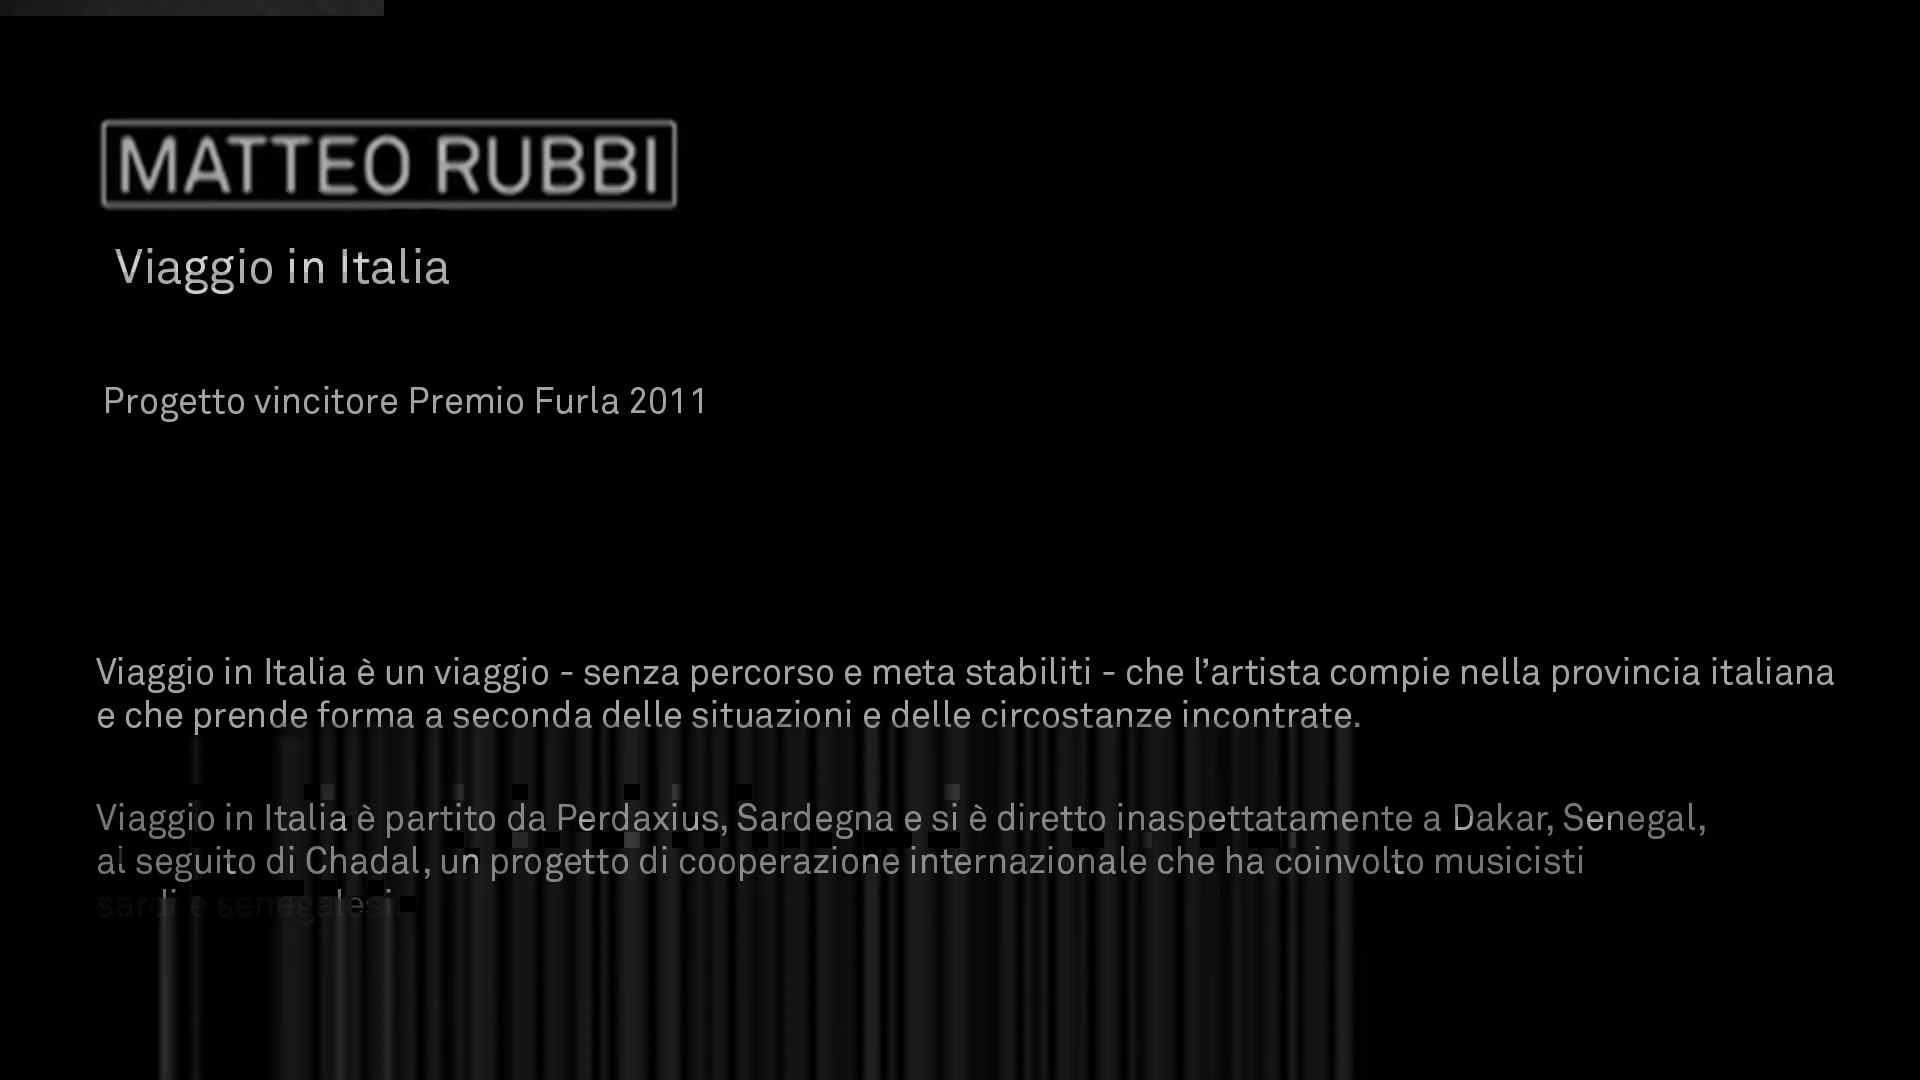 MATTEO RUBBI
Viaggio in Italia
Progetto vincitore Premio Furla 2011
Viaggio in Italia è un viaggio - senza percorso e meta stabiliti - che l’artista compie nella provincia italiana
e che prende forma a seconda delle situazioni e delle circostanze incontrate.
Viaggio in Italia è partito da Perdaxius, Sardegna e si è diretto inaspettatamente a Dakar, Senegal,
al seguito di Chadal, un progetto di cooperazione internazionale che ha coinvolto musicisti
sardi e senegalesi.